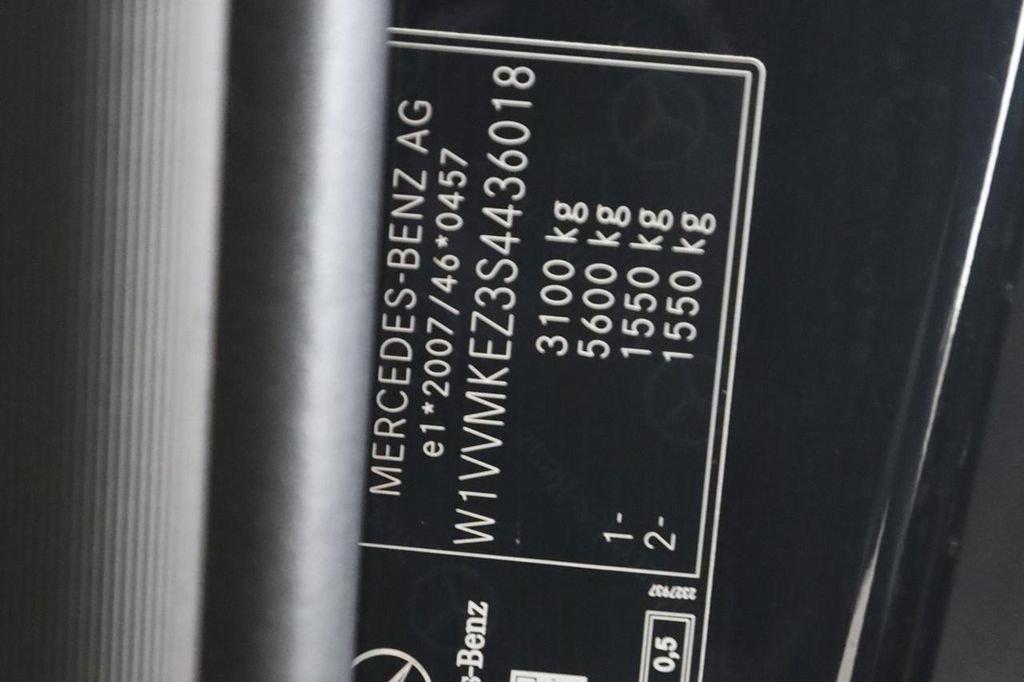 MERCEDES-BENZ AG
e1*2007/46*0457
W1VVMKEZ3S4436018
3100 kg
5600 kg
1- 1550 kg
2- 1550 kg
s-Benz
2327937
0,5